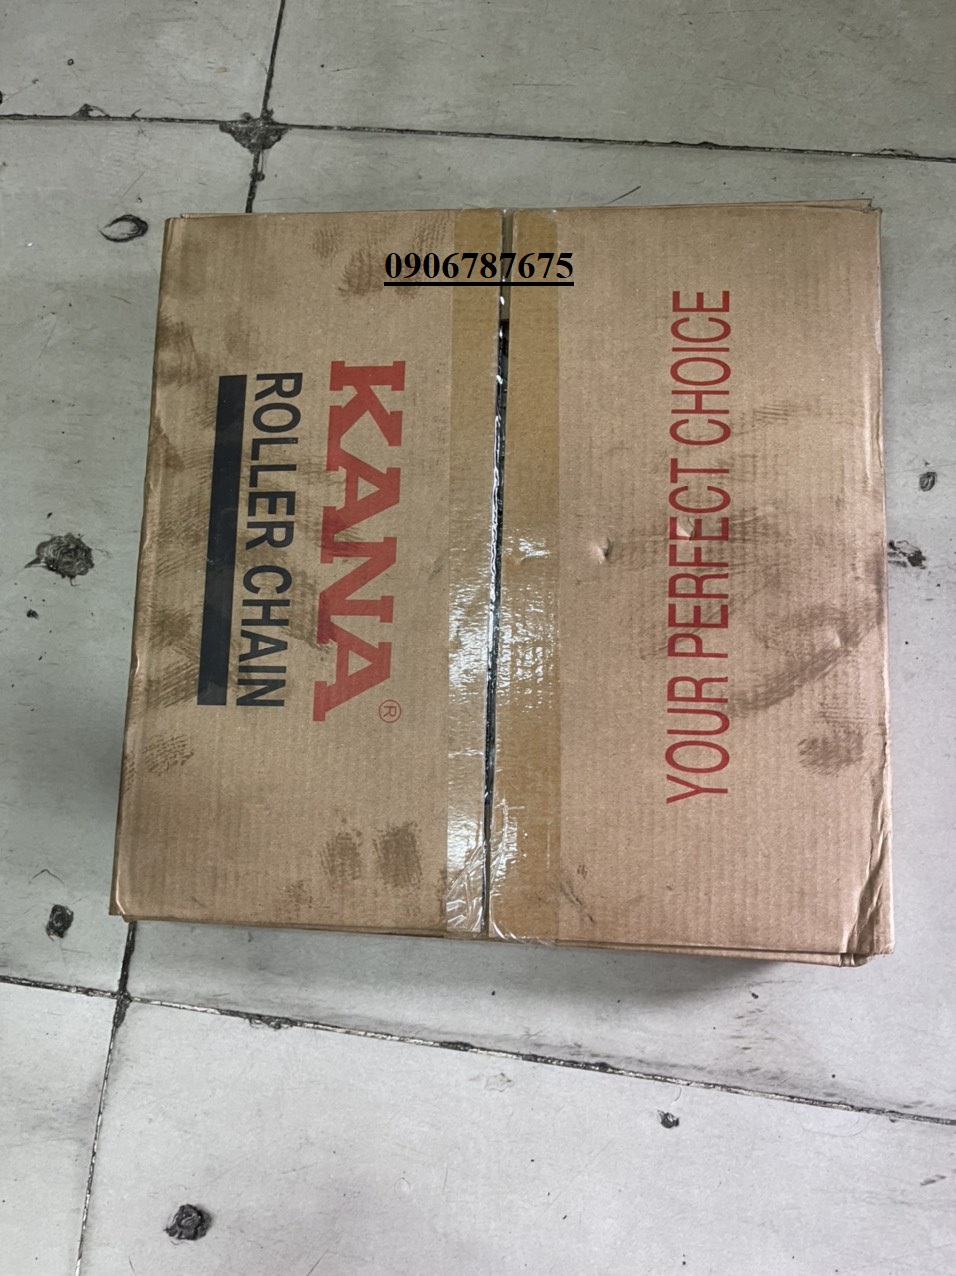 0906787675
KANA®
ROLLER CHAIN
YOUR PERFECT CHOICE